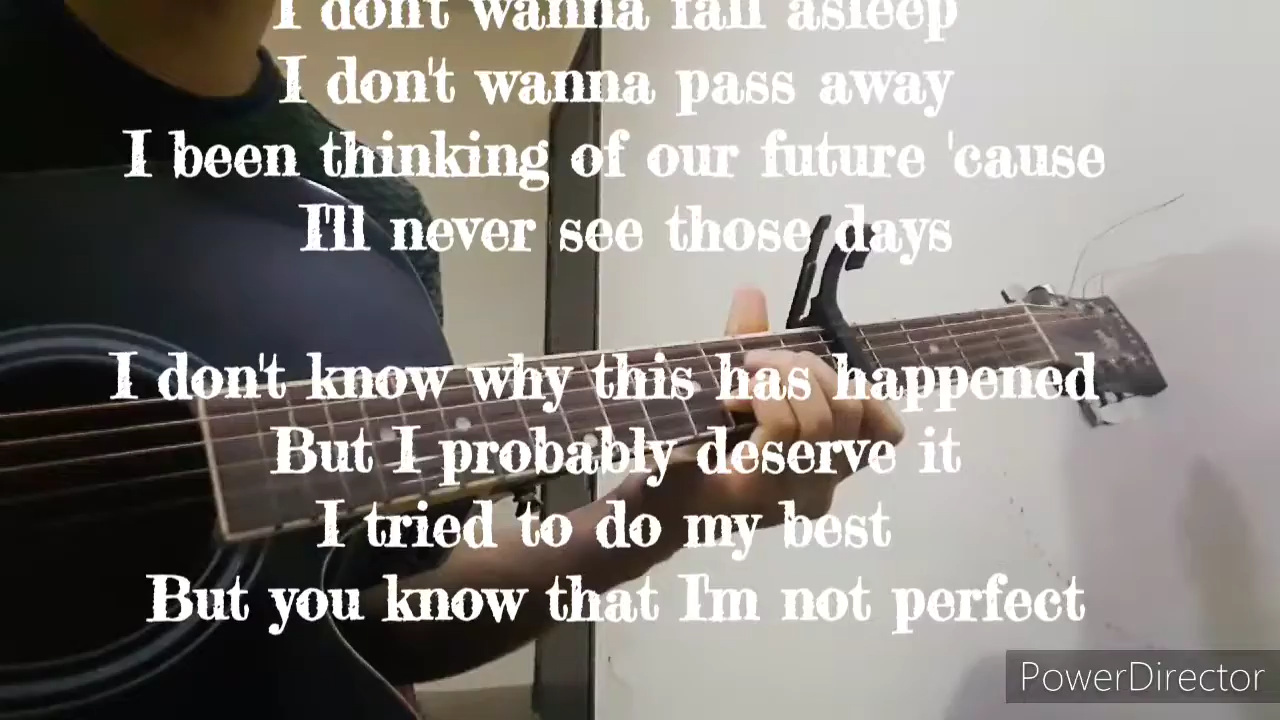 I don't wanna fall asleep
I don't wanna pass away
I been thinking of our future 'cause
I'll never see those days
I don't know why this has happened
But I probably deserve it
I tried to do my best
But you know that I'm not perfect
PowerDirector